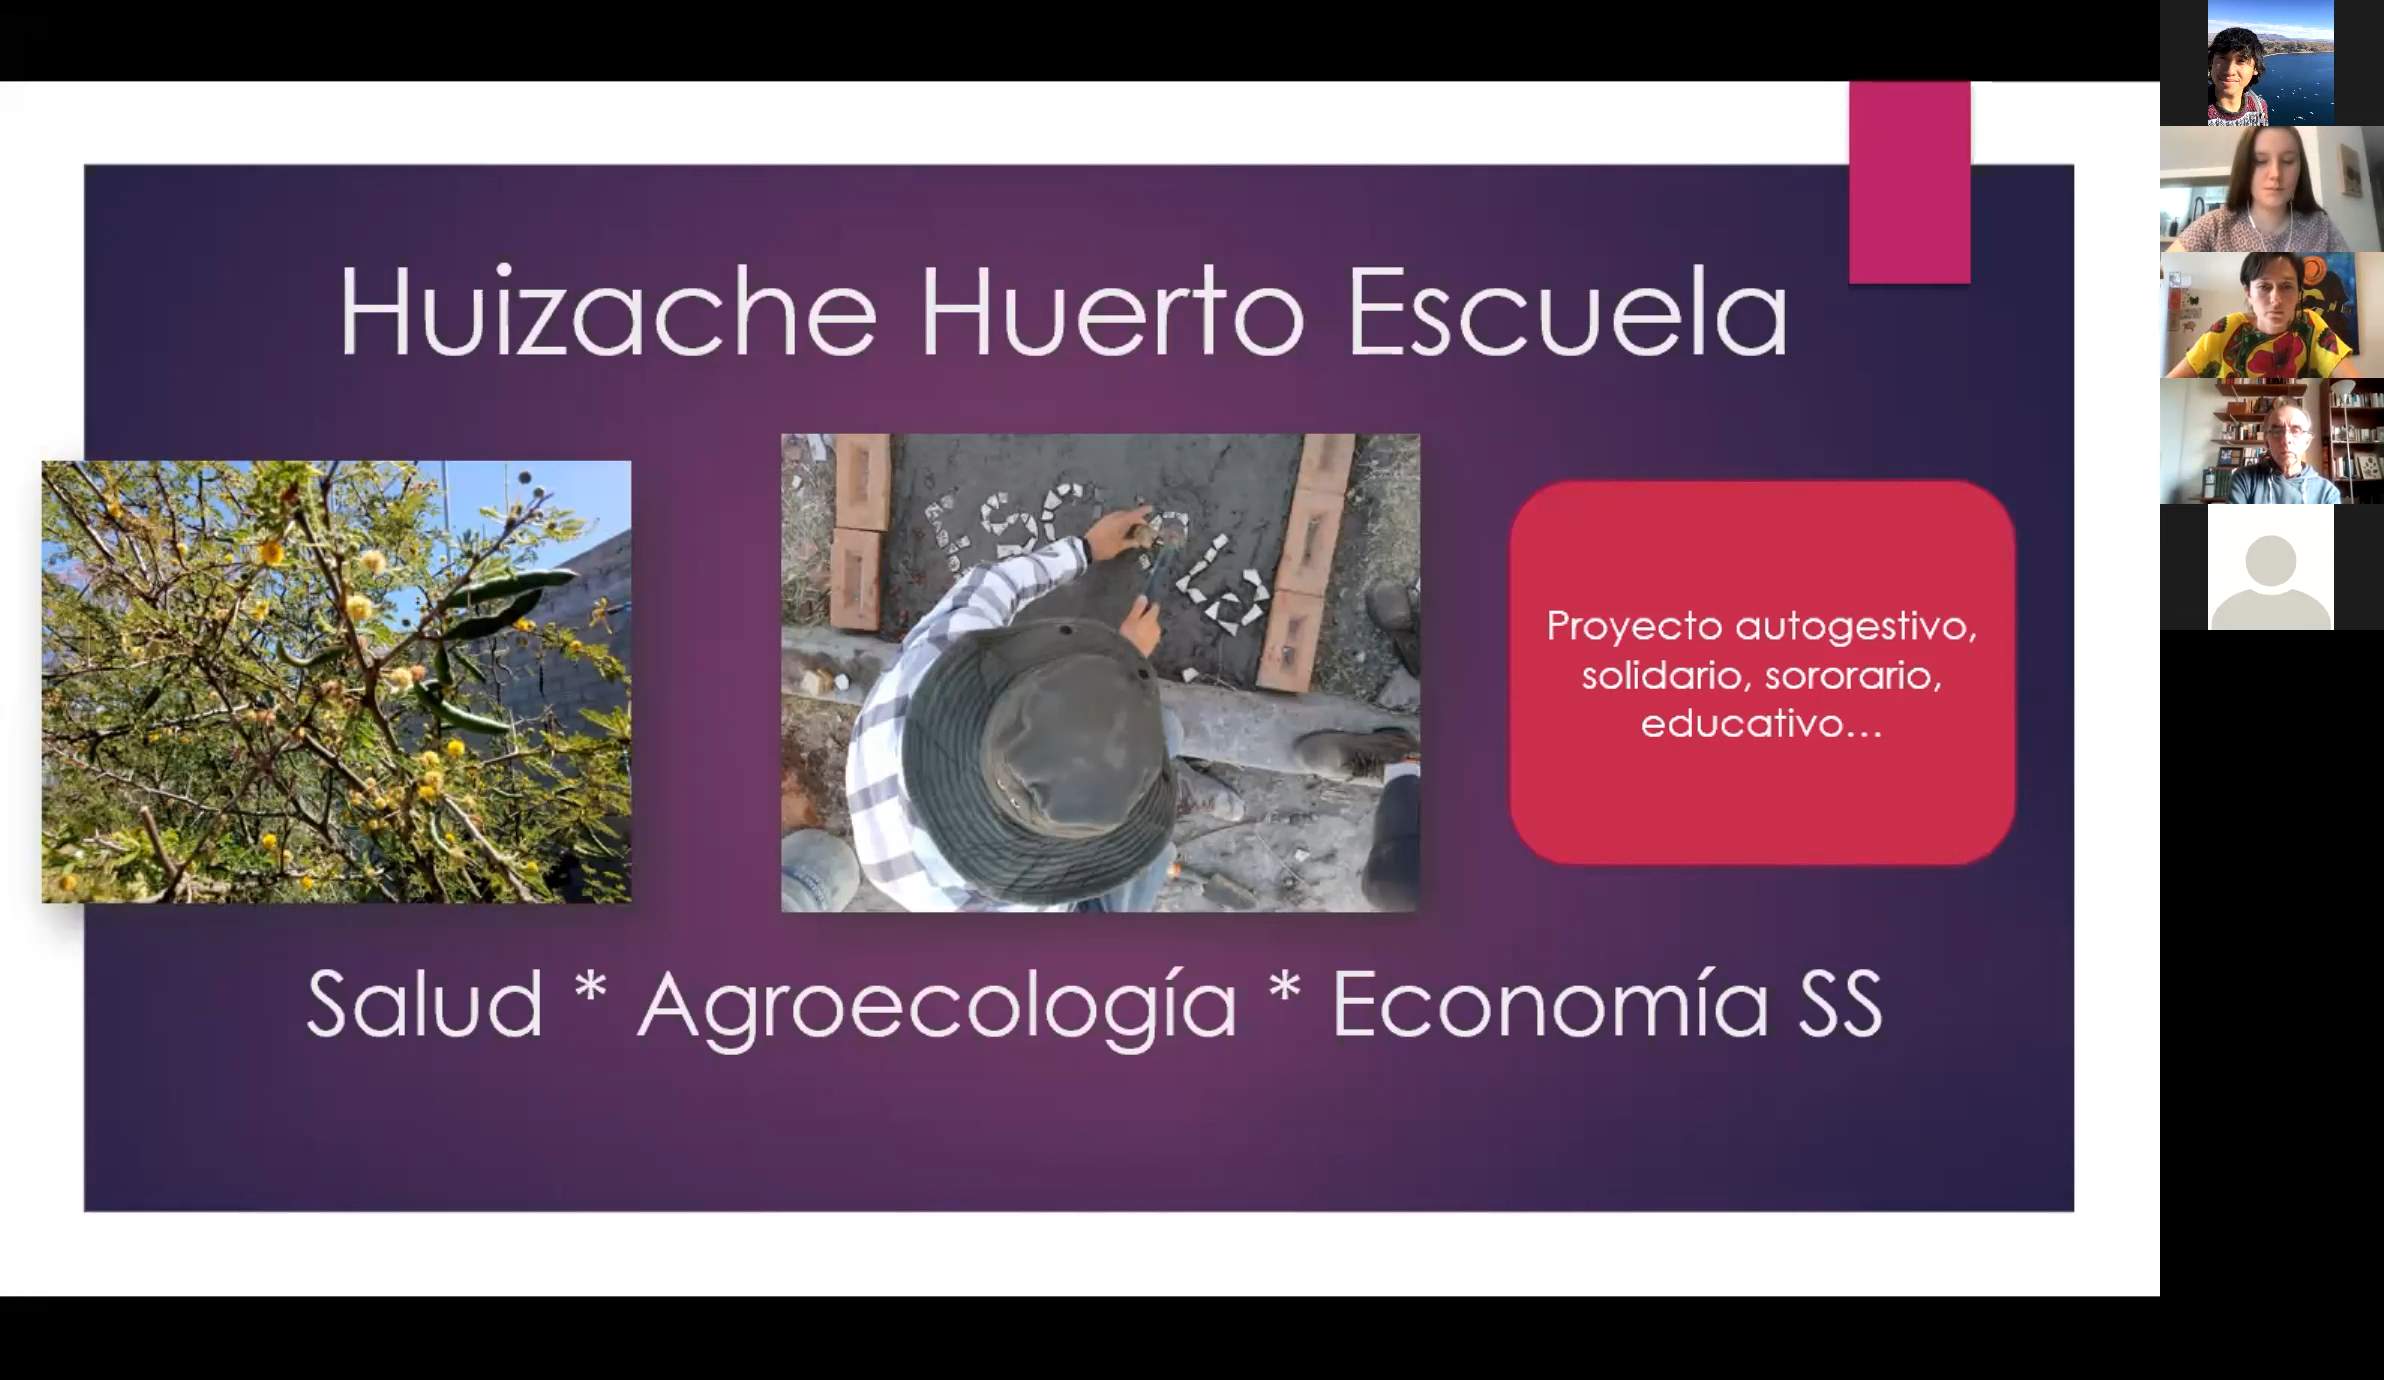 Huizache Huerto Escuela
Proyecto autogestivo,
solidario, sororario,
educativo...
Salud * Agroecología * Economía SS